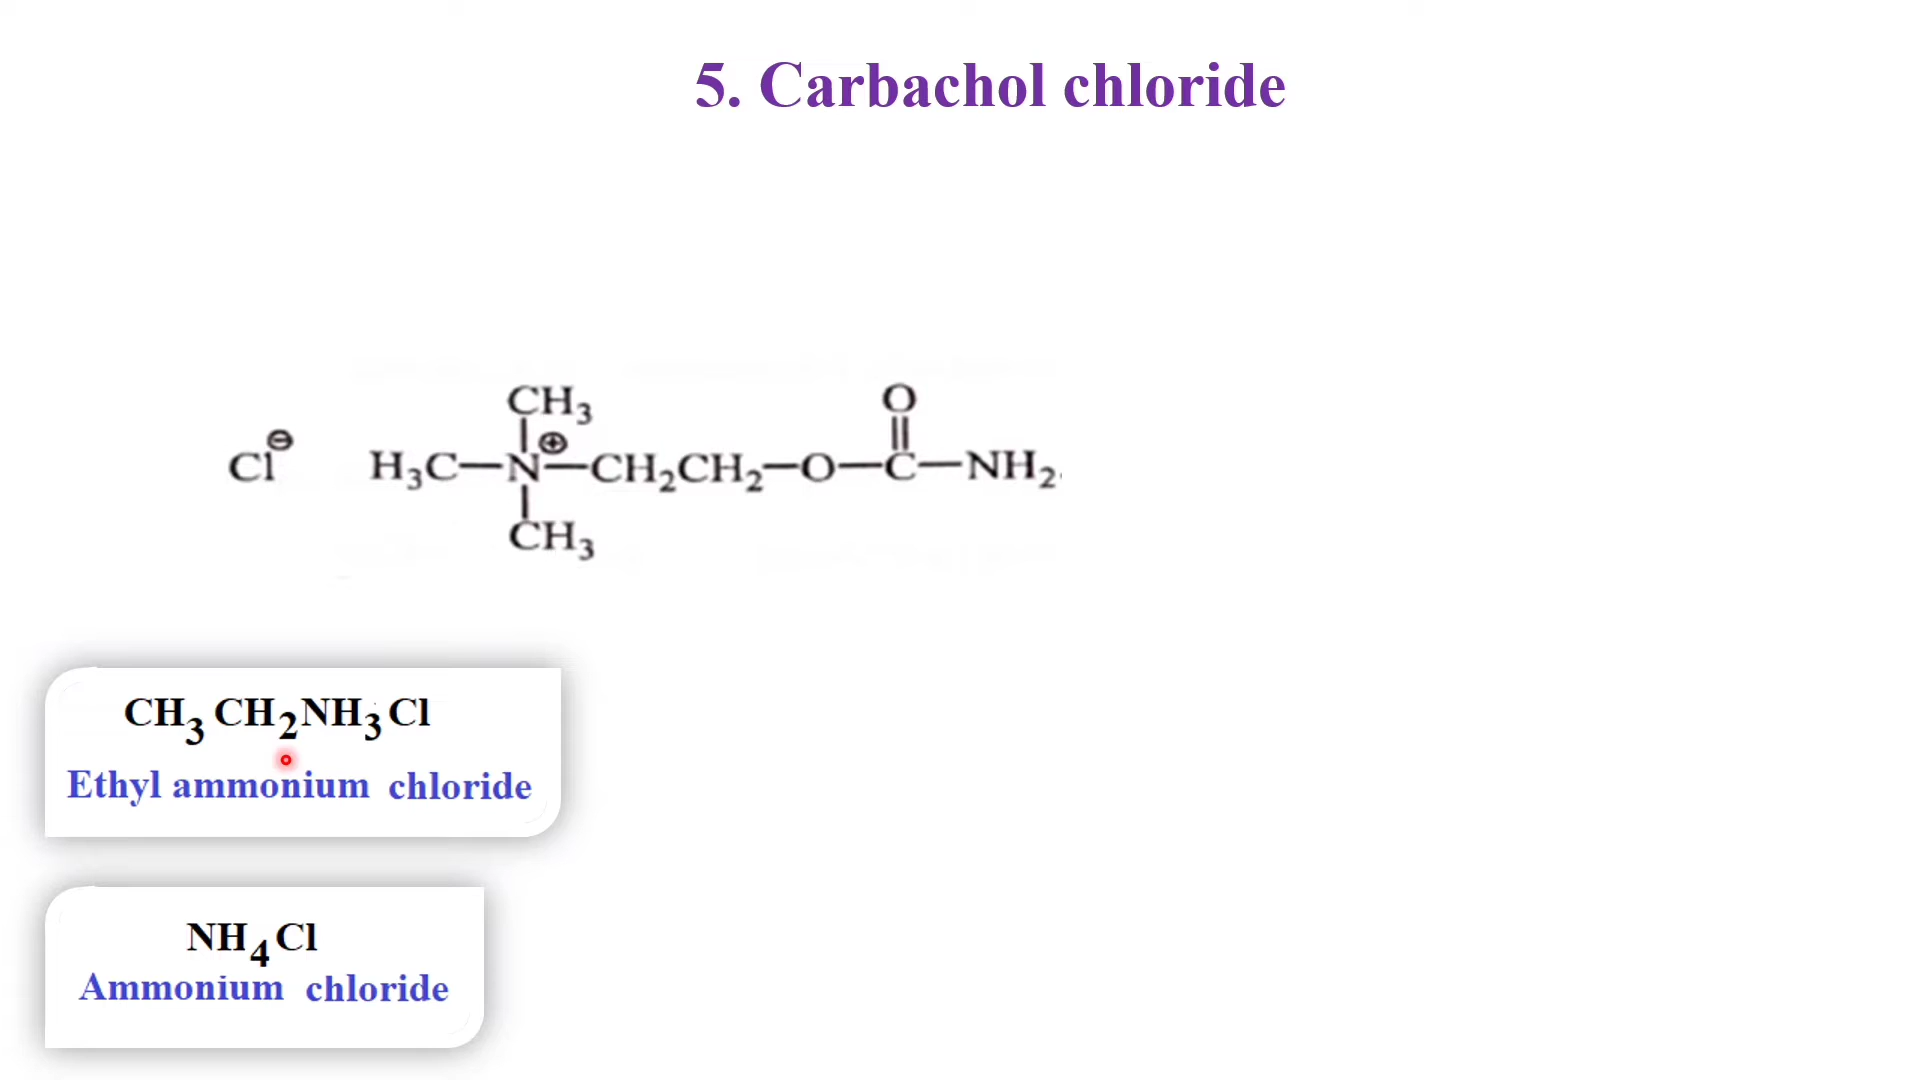 5. Carbachol chloride
CH3 O
Cl⊖ H3C—N⊕—CH2CH2—O—C—NH2
CH3
CH3 CH2NH3 Cl
Ethyl ammonium chloride
NH4 Cl
Ammonium chloride